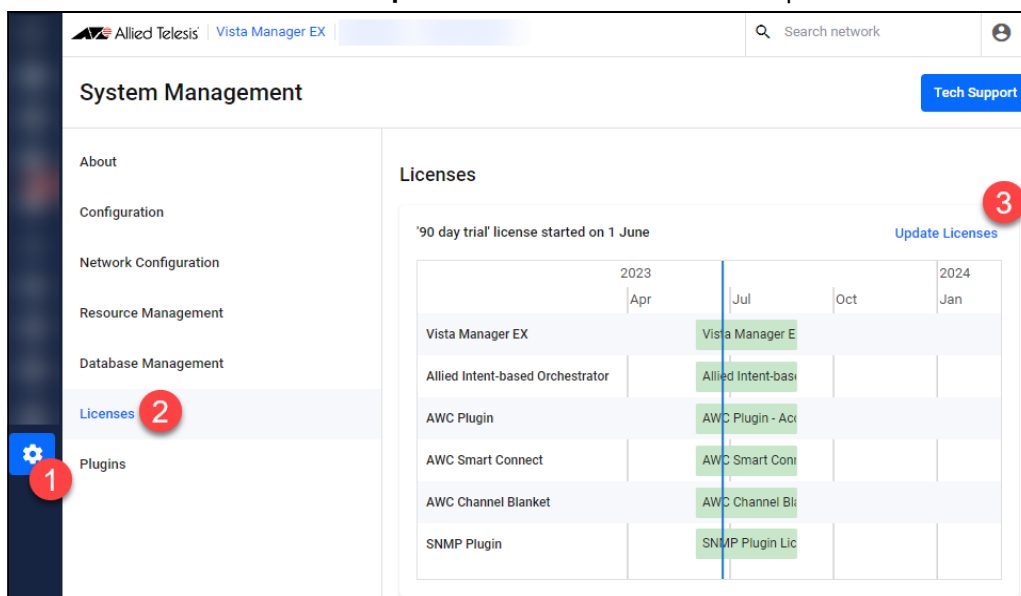 Allied Telesis Vista Manager EX Search network
System Management
Tech Support
About
Configuration
Network Configuration
Resource Management
Database Management
Licenses 2
1
Plugins
Licenses
3
'90 day trial' license started on 1 June Update Licenses
2023 2024
Apr Jul Oct Jan
Vista Manager EX Vista Manager E
Allied Intent-based Orchestrator Allied Intent-base
AWC Plugin AWC Plugin - Acc
AWC Smart Connect AWC Smart Conn
AWC Channel Blanket AWC Channel Bla
SNMP Plugin SNMP Plugin Lic